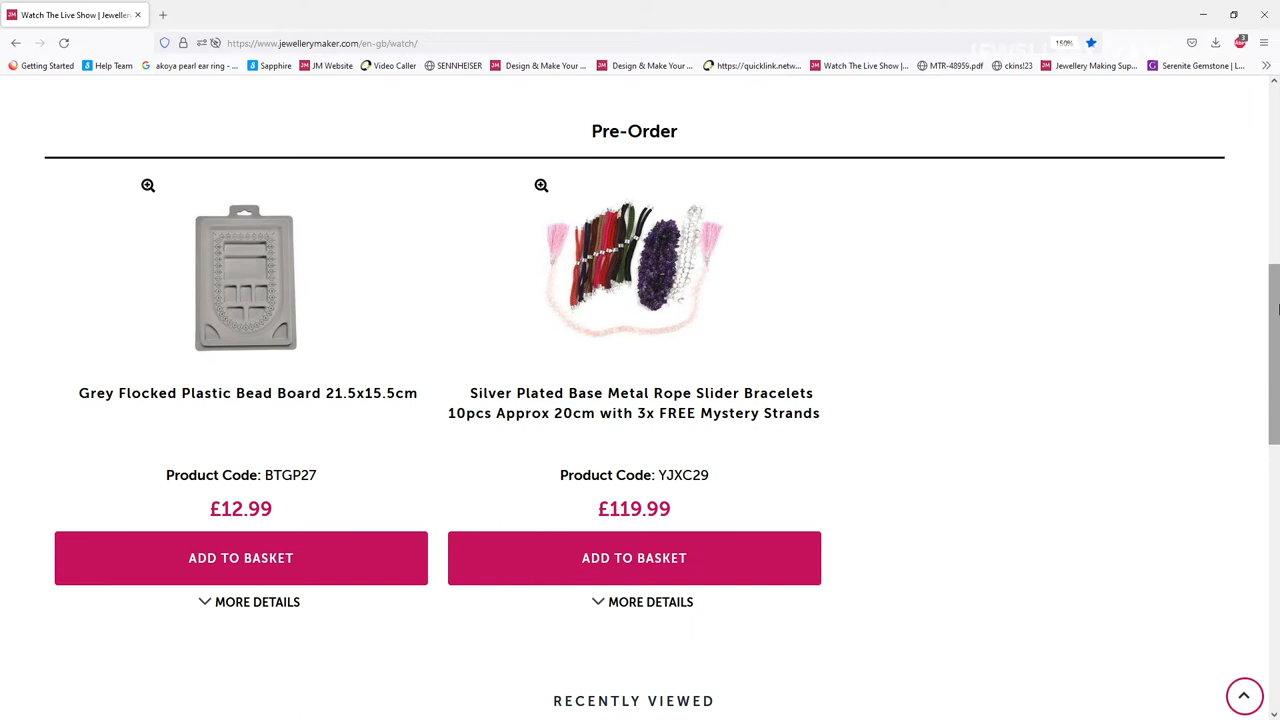 Watch The Live Show | Jewellery
https://www.jewellerymaker.com
gb/watch/
150%
3
Getting Started
Help Team
akoya pearl ear ring - ...
Sapphire
JM Website
Video Caller
SENNHEISER
Design & Make Your ...
Design & Make Your ...
https://quicklink.netw...
Watch The Live Show |...
MTR-48959.pdf
ckins!23
Jewellery Making Sup...
Serenite Gemstone | L...
Pre-Order
Grey Flocked Plastic Bead Board 21.5x15.5cm
Product Code: BTGP27
£12.99
ADD TO BASKET
MORE DETAILS
Silver Plated Base Metal Rope Slider Bracelets
10pcs Approx 20cm with 3x FREE Mystery Strands
Product Code: YJXC29
£119.99
ADD TO BASKET
MORE DETAILS
RECENTLY VIEWED